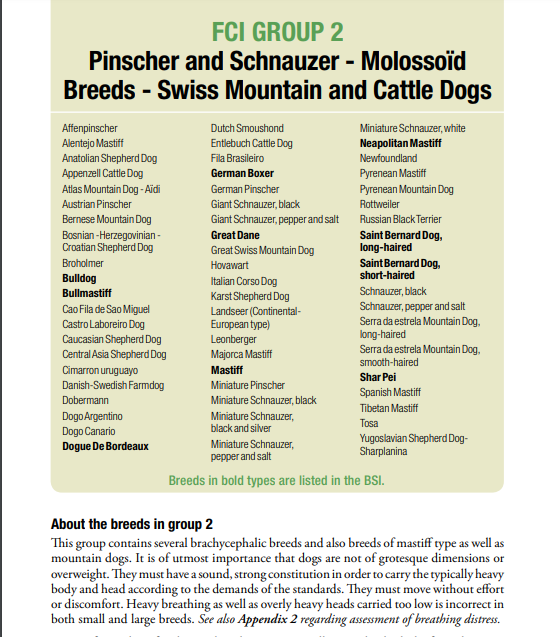 FCI GROUP 2
Pinscher and Schnauzer - Molossoïd
Breeds - Swiss Mountain and Cattle Dogs
Affenpinscher
Alentejo Mastiff
Anatolian Shepherd Dog
Appenzell Cattle Dog
Atlas Mountain Dog - Aïdi
Austrian Pinscher
Bernese Mountain Dog
Bosnian -Herzegovinian -
Croatian Shepherd Dog
Broholmer
Bulldog
Bullmastiff
Cao Fila de Sao Miguel
Castro Laboreiro Dog
Caucasian Shepherd Dog
Central Asia Shepherd Dog
Cimarron uruguayo
Danish-Swedish Farmdog
Dobermann
Dogo Argentino
Dogo Canario
Dogue De Bordeaux
Dutch Smoushond
Entlebuch Cattle Dog
Fila Brasileiro
German Boxer
German Pinscher
Giant Schnauzer, black
Giant Schnauzer, pepper and salt
Great Dane
Great Swiss Mountain Dog
Hovawart
Italian Corso Dog
Karst Shepherd Dog
Landseer (Continental-
European type)
Leonberger
Majorca Mastiff
Mastiff
Miniature Pinscher
Miniature Schnauzer, black
Miniature Schnauzer,
black and silver
Miniature Schnauzer,
pepper and salt
Miniature Schnauzer, white
Neapolitan Mastiff
Newfoundland
Pyrenean Mastiff
Pyrenean Mountain Dog
Rottweiler
Russian Black Terrier
Saint Bernard Dog,
long-haired
Saint Bernard Dog,
short-haired
Schnauzer, black
Schnauzer, pepper and salt
Serra da estrela Mountain Dog,
long-haired
Serra da estrela Mountain Dog,
smooth-haired
Shar Pei
Spanish Mastiff
Tibetan Mastiff
Tosa
Yugoslavian Shepherd Dog-
Sharplanina
Breeds in bold types are listed in the BSI.
About the breeds in group 2
This group contains several brachycephalic breeds and also breeds of mastiff type as well as
mountain dogs. It is of utmost importance that dogs are not of grotesque dimensions or
overweight. They must have a sound, strong constitution in order to carry the typically heavy
body and head according to the demands of the standards. They must move without effort
or discomfort. Heavy breathing as well as overly heavy heads carried too low is incorrect in
both small and large breeds. See also Appendix 2 regarding assessment of breathing distress.